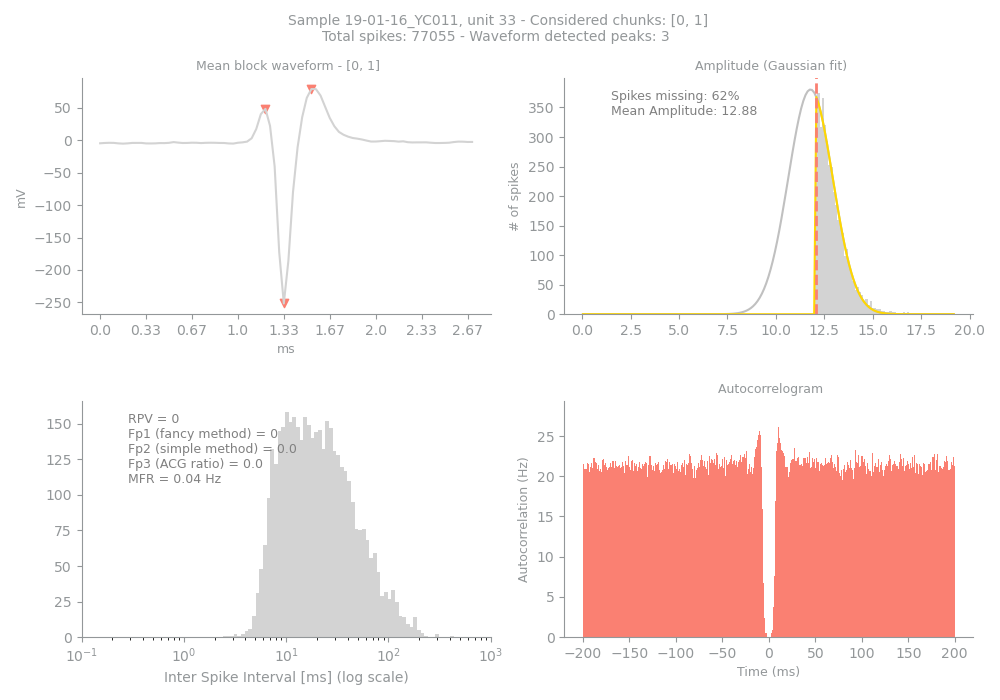 Sample 19-01-16_YC011, unit 33 - Considered chunks: [0, 1]
Total spikes: 77055 - Waveform detected peaks: 3
Mean block waveform - [0, 1]
50
0
−50
−100
−150
−200
−250
mV
0.0 0.33 0.67 1.0 1.33 1.67 2.0 2.33 2.67
ms
Amplitude (Gaussian fit)
Spikes missing: 62%
Mean Amplitude: 12.88
350
300
250
200
150
100
50
0
# of spikes
0.0 2.5 5.0 7.5 10.0 12.5 15.0 17.5 20.0
RPV = 0
Fp1 (fancy method) = 0
Fp2 (simple method) = 0.0
Fp3 (ACG ratio) = 0.0
MFR = 0.04 Hz
150
125
100
75
50
25
0
10⁻¹ 10⁰ 10¹ 10² 10³
Inter Spike Interval [ms] (log scale)
Autocorrelogram
25
20
15
10
5
0
Autocorrelation (Hz)
−200 −150 −100 −50 0 50 100 150 200
Time (ms)